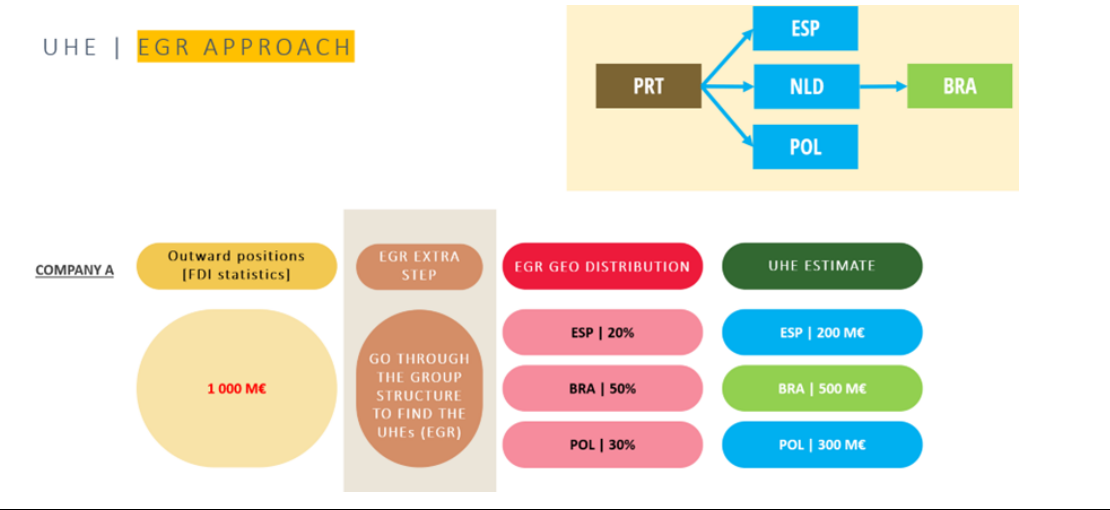 UHE | EGR APPROACH
ESP
PRT
NLD
BRA
POL
COMPANY A
Outward positions
[FDI statistics]
EGR EXTRA
STEP
EGR GEO DISTRIBUTION
UHE ESTIMATE
1 000 M€
GO THROUGH
THE GROUP
STRUCTURE
TO FIND THE
UHEs (EGR)
ESP | 20%
ESP | 200 M€
BRA | 50%
BRA | 500 M€
POL | 30%
POL | 300 M€